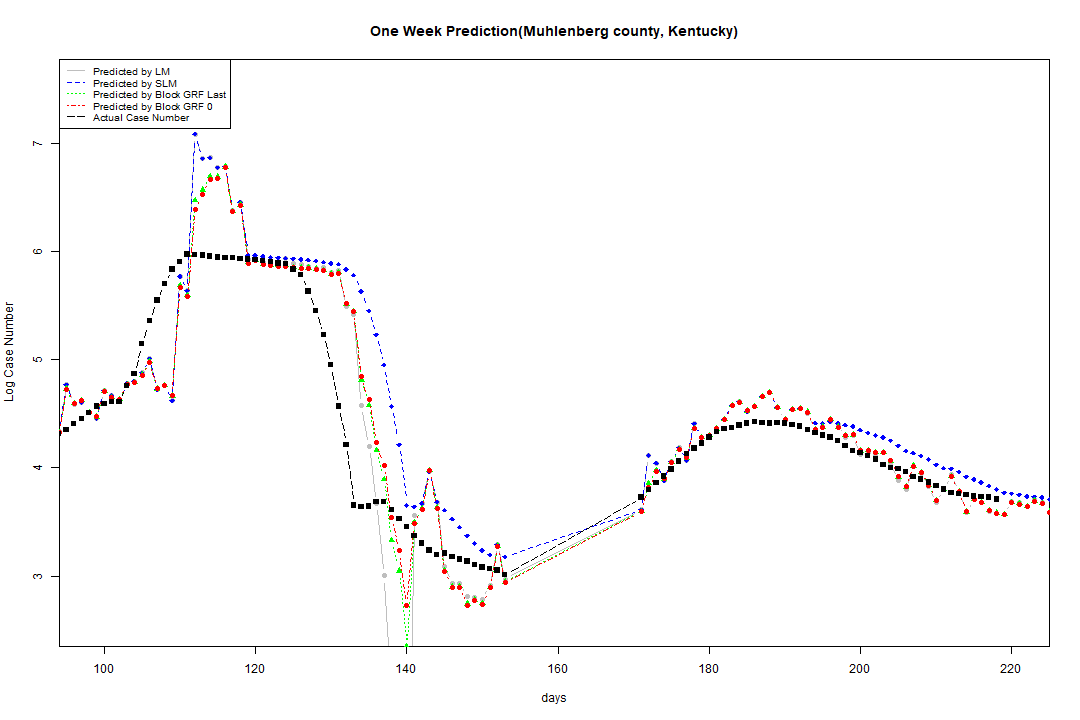 One Week Prediction(Muhlenberg county, Kentucky)
Predicted by LM
Predicted by SLM
Predicted by Block GRF Last
Predicted by Block GRF 0
Actual Case Number
7
6
5
4
3
Log Case Number
100 120 140 160 180 200 220
days